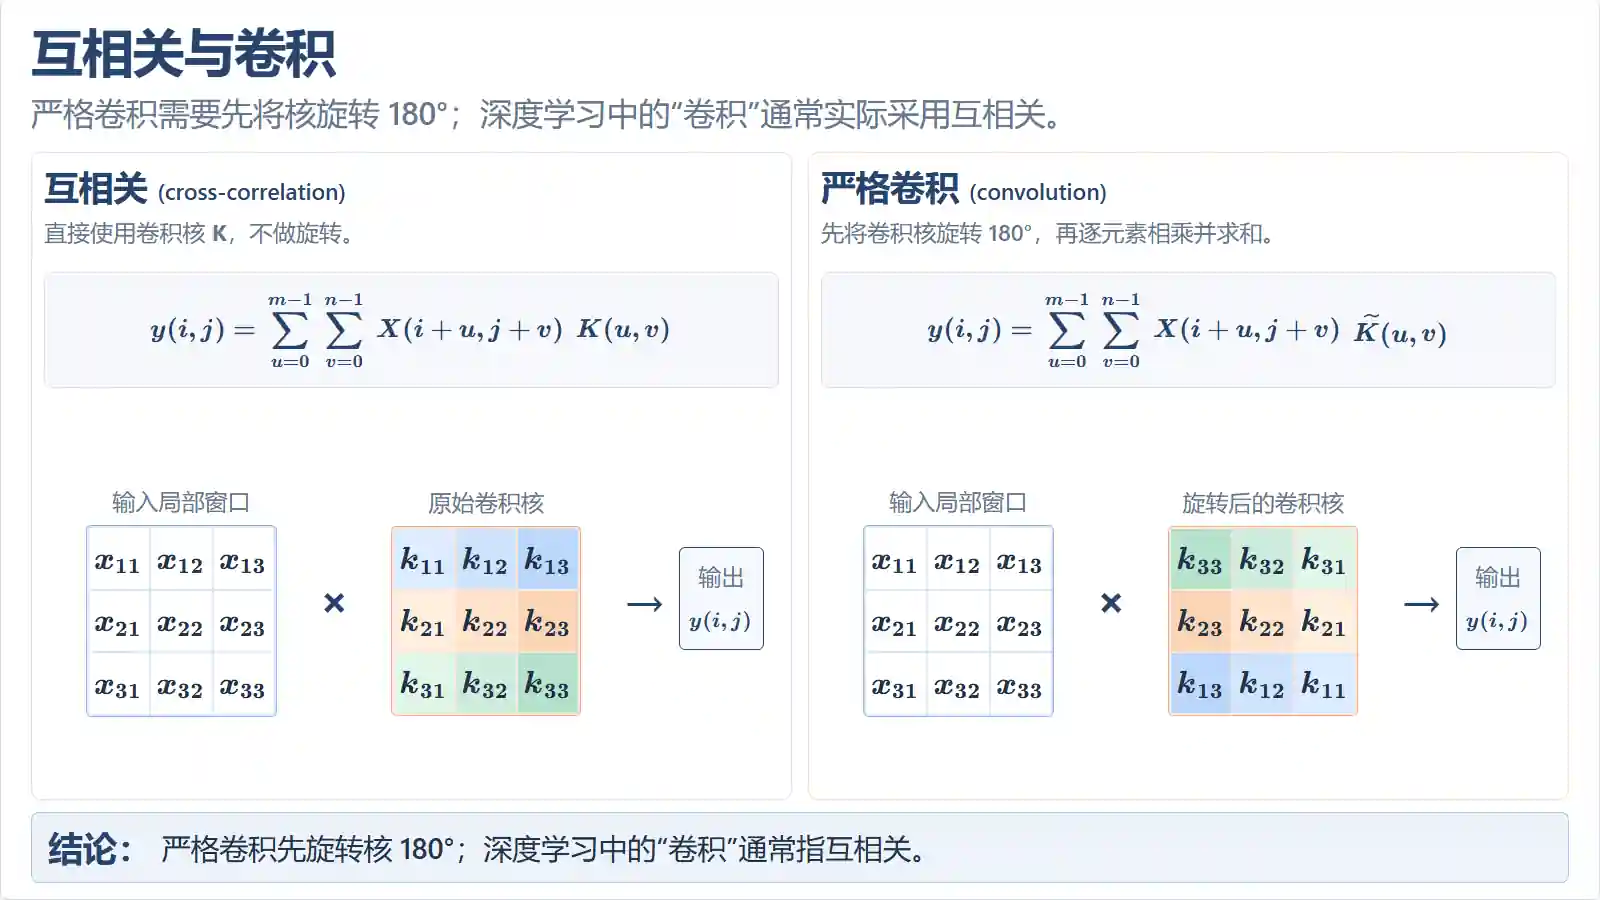 互相关与卷积
严格卷积需要先将核旋转 180°；深度学习中的“卷积”通常实际采用互相关。
互相关 (cross-correlation)
直接使用卷积核 K，不做旋转。
y(i,j) = ∑_{u=0}^{m−1} ∑_{v=0}^{n−1} X(i + u, j + v) K(u, v)
输入局部窗口
x11 x12 x13
x21 x22 x23
x31 x32 x33
×
原始卷积核
k11 k12 k13
k21 k22 k23
k31 k32 k33
→
输出
y(i,j)
严格卷积 (convolution)
先将卷积核旋转 180°，再逐元素相乘并求和。
y(i,j) = ∑_{u=0}^{m−1} ∑_{v=0}^{n−1} X(i + u, j + v) K̃(u, v)
输入局部窗口
x11 x12 x13
x21 x22 x23
x31 x32 x33
×
旋转后的卷积核
k33 k32 k31
k23 k22 k21
k13 k12 k11
→
输出
y(i,j)
结论： 严格卷积先旋转核 180°；深度学习中的“卷积”通常指互相关。